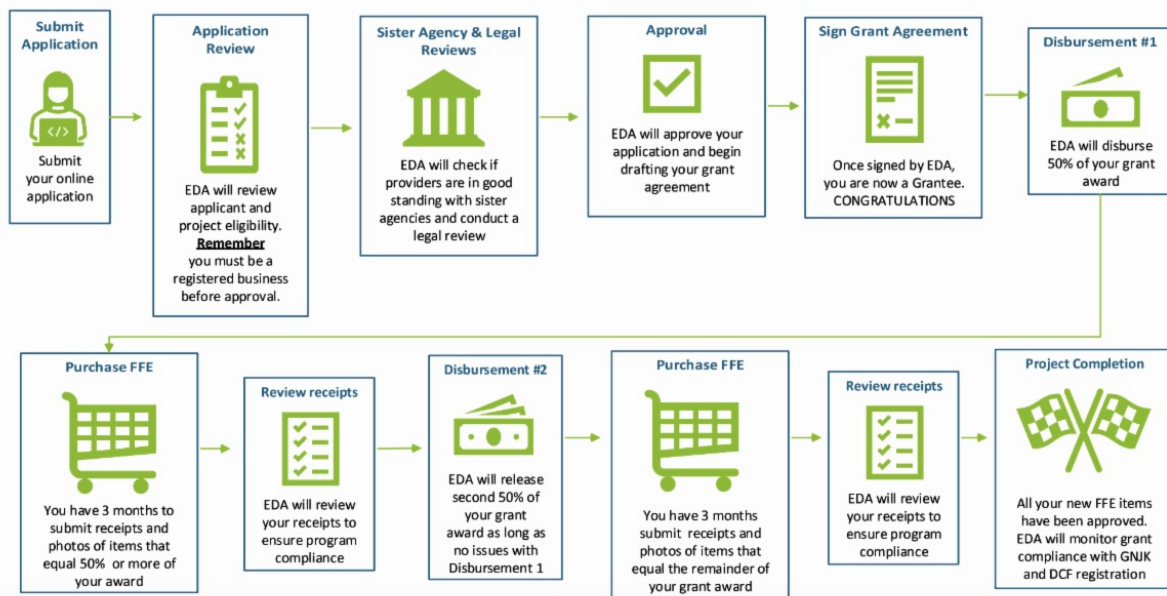 Submit
Application
Submit
your online
application
Application
Review
EDA will review
applicant and
project eligibility.
Remember
you must be a
registered business
before approval.
Sister Agency & Legal
Reviews
EDA will check if
providers are in good
standing with sister
agencies and conduct a
legal review
Approval
EDA will approve your
application and begin
drafting your grant
agreement
Sign Grant Agreement
Once signed by EDA,
you are now a Grantee.
CONGRATULATIONS
Disbursement #1
EDA will disburse
50% of your grant
award
Purchase FFE
You have 3 months to
submit receipts and
photos of items that
equal 50% or more of
your award
Review receipts
EDA will review
your receipts to
ensure program
compliance
Disbursement #2
EDA will release
second 50% of
your grant
award as long as
no issues with
Disbursement 1
Purchase FFE
You have 3 months
submit receipts and
photos of items that
equal the remainder of
your grant award
Review receipts
EDA will review
your receipts to
ensure program
compliance
Project Completion
All your new FFE items
have been approved.
EDA will monitor grant
compliance with GNJK
and DCF registration